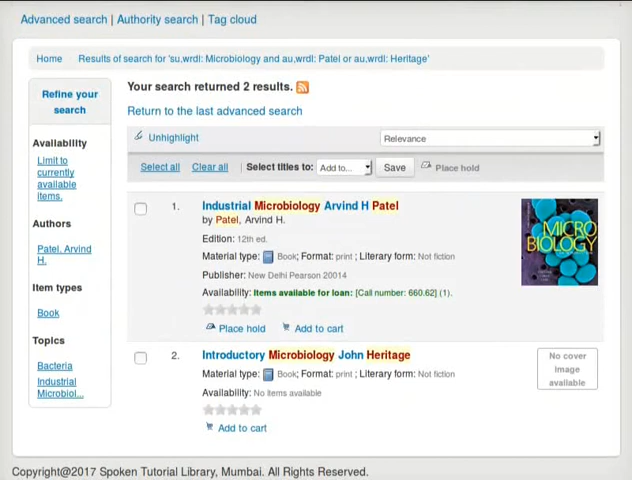 Advanced search | Authority search | Tag cloud
Home Results of search for 'su,wrdl: Microbiology and au,wrdl: Patel or au,wrdl: Heritage'
Refine your
search
Availability
Limit to
currently
available
items.
Authors
Patel, Arvind
H.
Item types
Book
Topics
Bacteria
Industrial
Microbiol...
Your search returned 2 results.
Return to the last advanced search
Unhighlight Relevance
Select all Clear all | Select titles to: Add to... Save Place hold
1. Industrial Microbiology Arvind H Patel
by Patel, Arvind H.
Edition: 12th ed.
Material type: Book; Format: print ; Literary form: Not fiction
Publisher: New Delhi Pearson 20014
Availability: Items available for loan: [Call number: 660.62] (1).
Place hold Add to cart
MICRO
BIOLOGY
2. Introductory Microbiology John Heritage
Material type: Book; Format: print ; Literary form: Not fiction
Availability: No items available
Add to cart
No cover
image
available
Copyright@2017 Spoken Tutorial Library, Mumbai. All Rights Reserved.